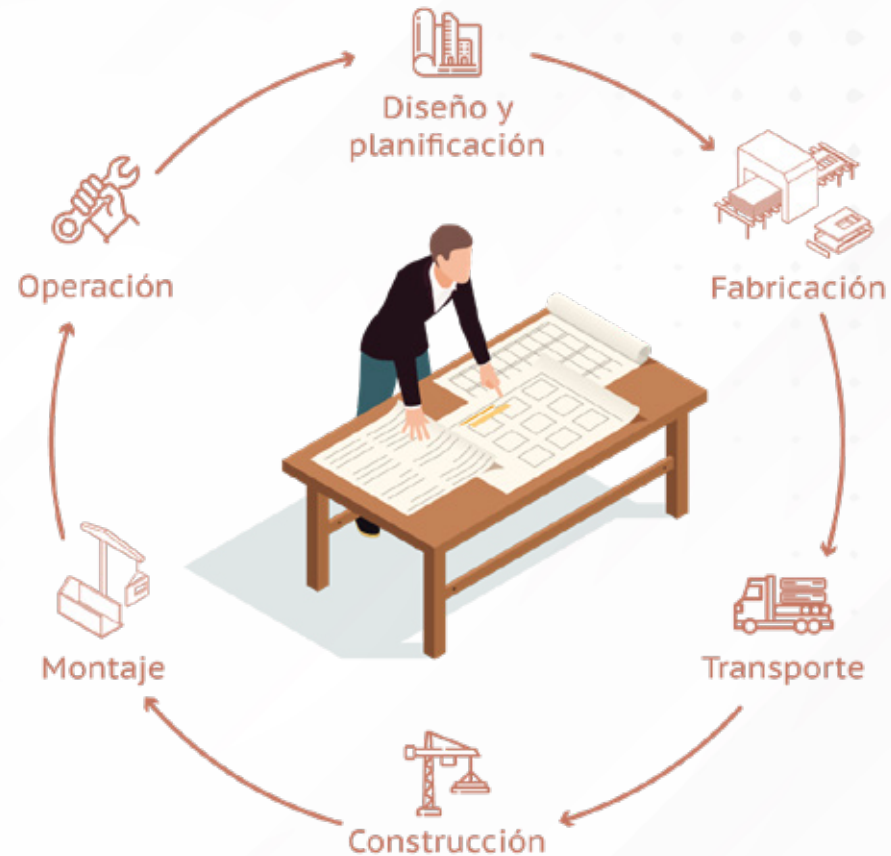 Diseño y
planificación
Fabricación
Transporte
Construcción
Montaje
Operación